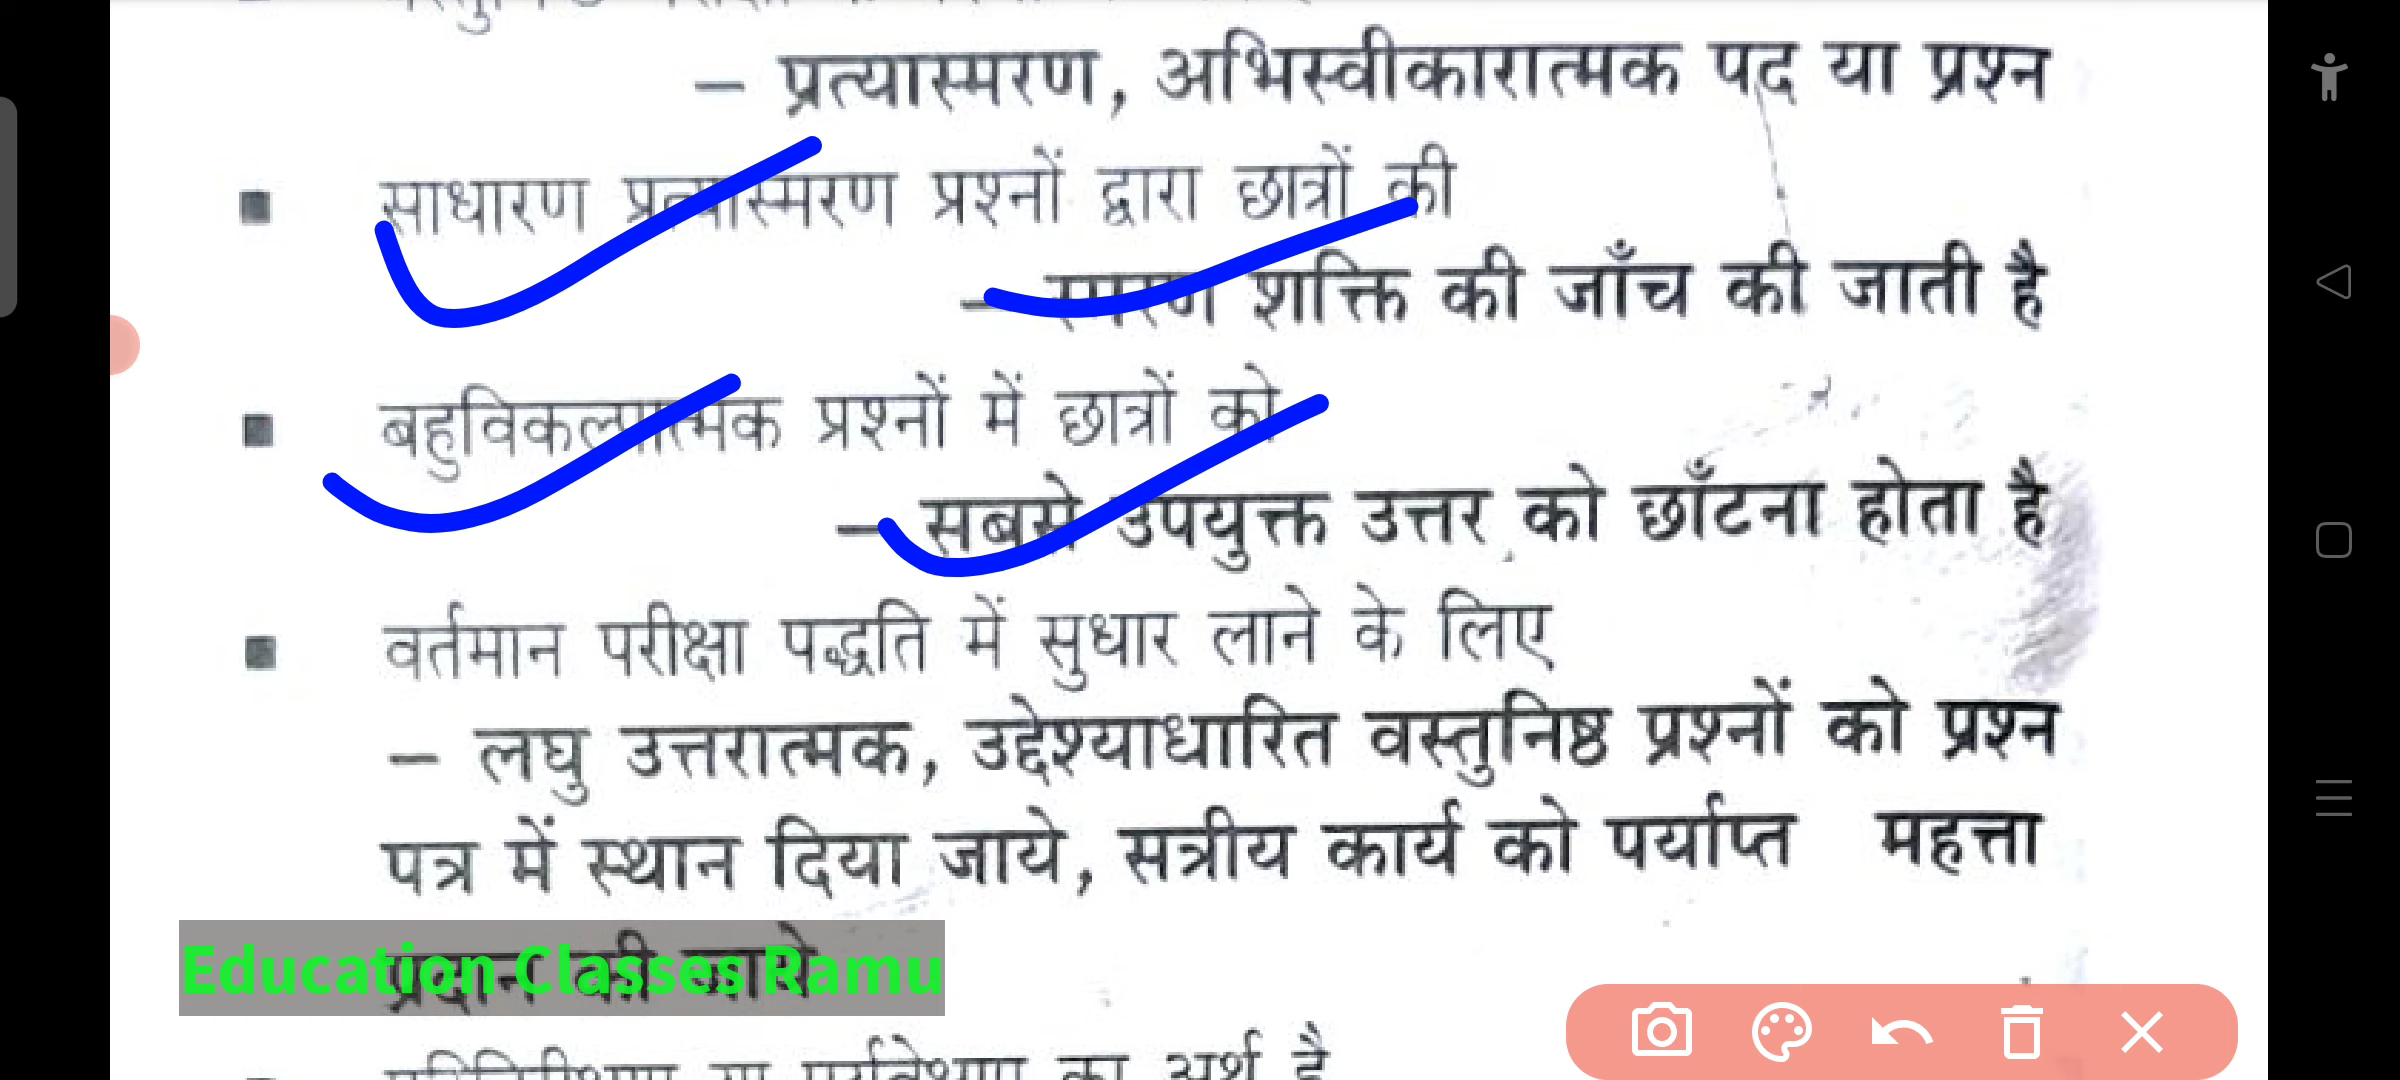 – प्रत्यास्मरण, अभिस्वीकारात्मक पद या प्रश्न
साधारण प्रत्यास्मरण प्रश्नों द्वारा छात्रों की
– स्मरण शक्ति की जाँच की जाती है
बहुविकल्पात्मक प्रश्नों में छात्रों को
– सबसे उपयुक्त उत्तर को छाँटना होता है
वर्तमान परीक्षा पद्धति में सुधार लाने के लिए
– लघु उत्तरात्मक, उद्देश्याधारित वस्तुनिष्ठ प्रश्नों को प्रश्न
पत्र में स्थान दिया जाये, सत्रीय कार्य को पर्याप्त महत्ता
प्रदान की जाये
Education Classes Ramu
का अर्थ है